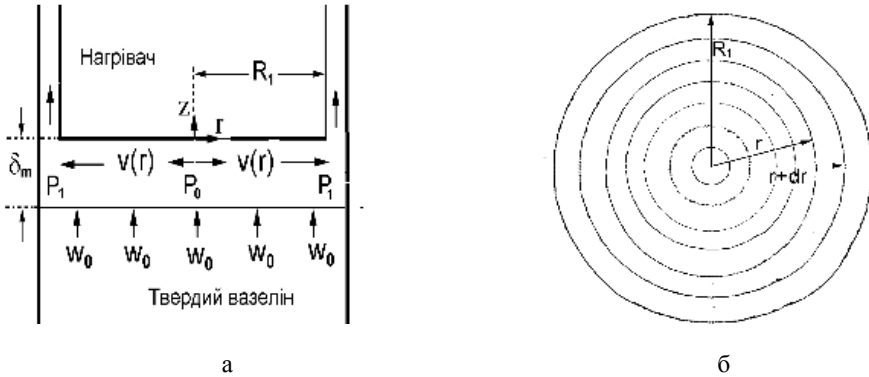 Нагрівач
R₁
z
r
δₘ
v(r) v(r)
P₁ P₀ P₁
w₀ w₀ w₀ w₀ w₀
Твердий вазелін
а
R₁
r
r+dr
б